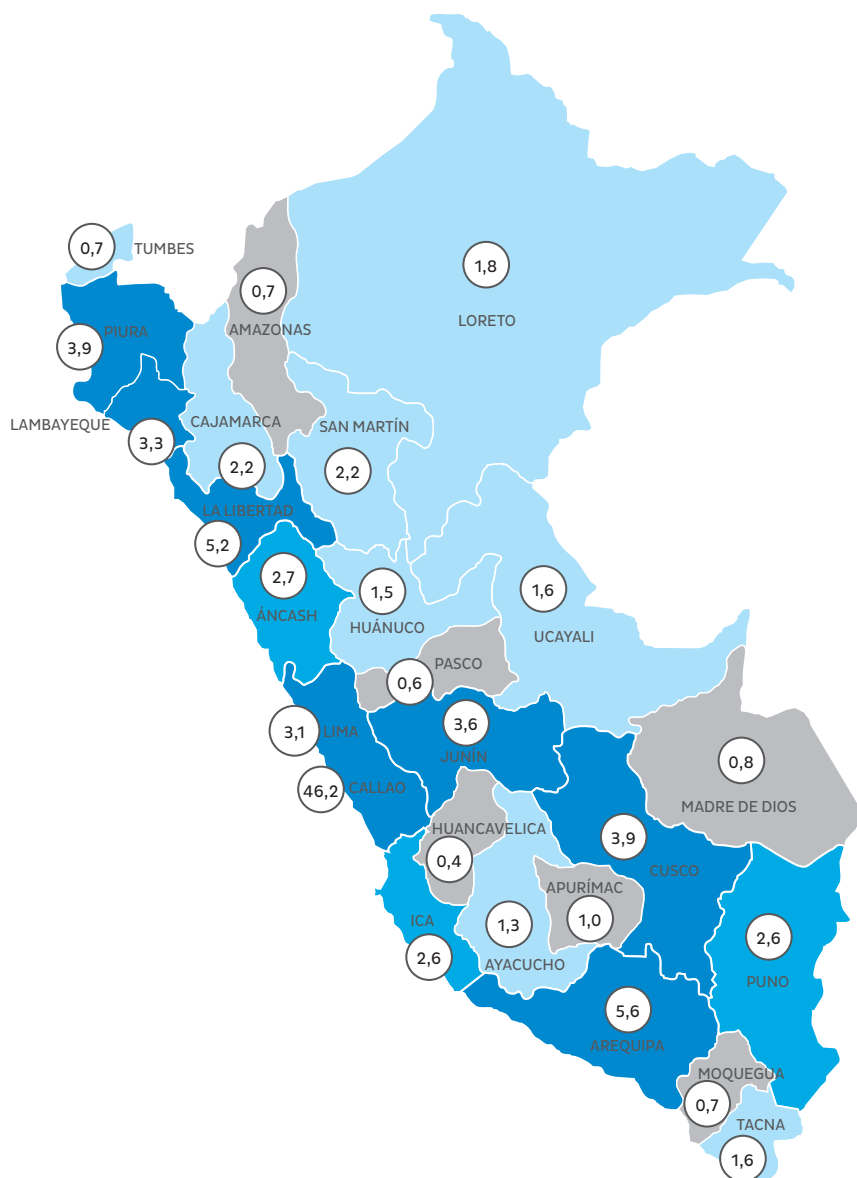 0,7
TUMBES
1,8
LORETO
0,7
AMAZONAS
PIURA
3,9
LAMBAYEQUE
3,3
CAJAMARCA
2,2
SAN MARTÍN
2,2
LA LIBERTAD
5,2
2,7
ÁNCASH
1,5
HUÁNUCO
1,6
UCAYALI
PASCO
0,6
3,1
LIMA
3,6
JUNÍN
46,2
CALLAO
0,8
MADRE DE DIOS
HUANCAVELICA
0,4
3,9
CUSCO
APURÍMAC
1,0
ICA
2,6
1,3
AYACUCHO
2,6
PUNO
5,6
AREQUIPA
MOQUEGUA
0,7
TACNA
1,6